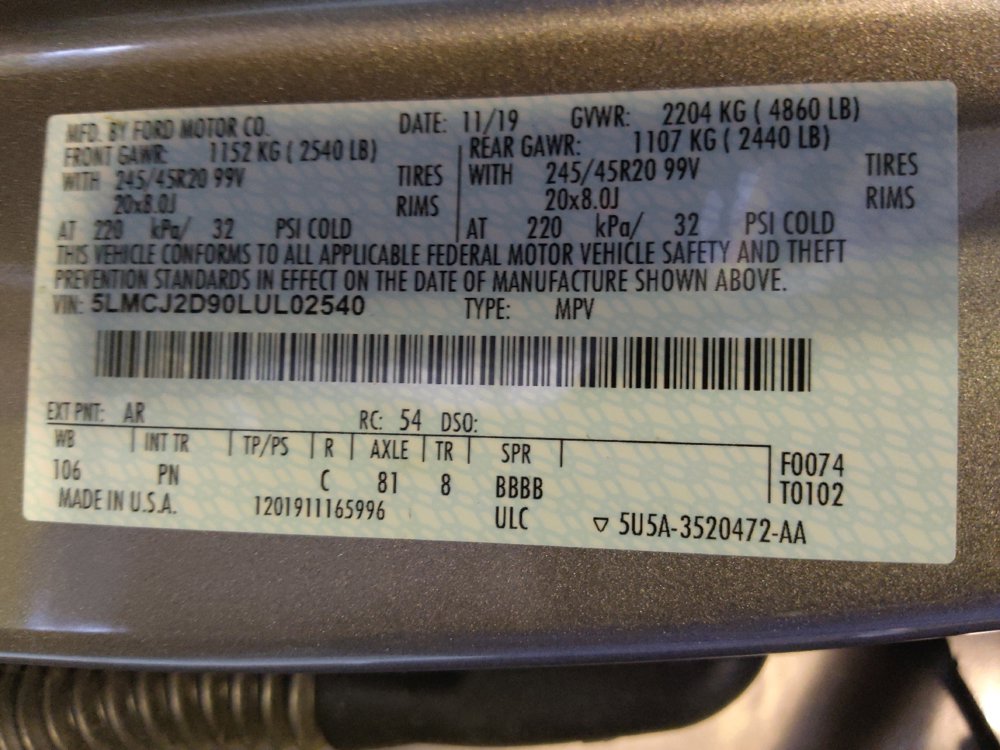 MFD. BY FORD MOTOR CO. DATE: 11/19 GVWR: 2204 KG ( 4860 LB)
FRONT GAWR: 1152 KG ( 2540 LB) REAR GAWR: 1107 KG ( 2440 LB)
WITH 245/45R20 99V TIRES WITH 245/45R20 99V TIRES
20x8.0J RIMS 20x8.0J RIMS
AT 220 kPa/ 32 PSI COLD AT 220 kPa/ 32 PSI COLD
THIS VEHICLE CONFORMS TO ALL APPLICABLE FEDERAL MOTOR VEHICLE SAFETY AND THEFT
PREVENTION STANDARDS IN EFFECT ON THE DATE OF MANUFACTURE SHOWN ABOVE.
VIN: 5LMCJ2D90LUL02540 TYPE: MPV
EXT PNT: AR RC: 54 DSO:
WB INT TR TP/PS R AXLE TR SPR F0074
106 PN C 81 8 BBBB T0102
MADE IN U.S.A. 1201911165996 ULC ▽ 5U5A-3520472-AA